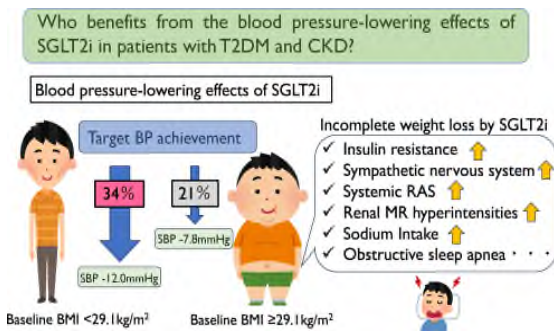 Who benefits from the blood pressure-lowering effects of
SGLT2i in patients with T2DM and CKD?
Blood pressure-lowering effects of SGLT2i
Target BP achievement
34%
21%
SBP -12.0mmHg
SBP -7.8mmHg
Baseline BMI <29.1kg/m²
Baseline BMI ≥29.1kg/m²
Incomplete weight loss by SGLT2i
✓ Insulin resistance
✓ Sympathetic nervous system
✓ Systemic RAS
✓ Renal MR hyperintensities
✓ Sodium Intake
✓ Obstructive sleep apnea・・・